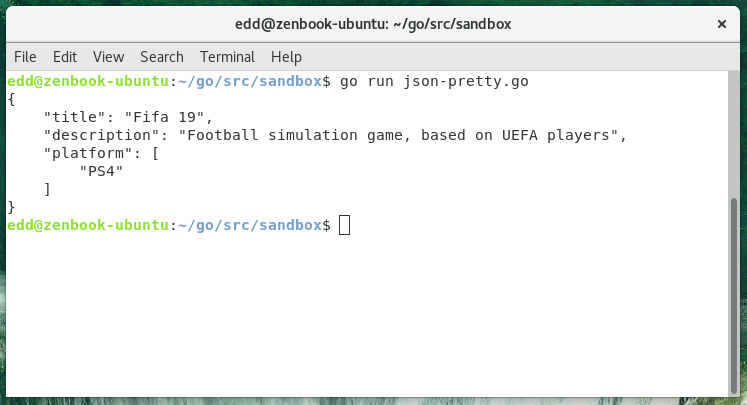 edd@zenbook-ubuntu: ~/go/src/sandbox ×
File Edit View Search Terminal Help
edd@zenbook-ubuntu:~/go/src/sandbox$ go run json-pretty.go
{
    "title": "Fifa 19",
    "description": "Football simulation game, based on UEFA players",
    "platform": [
        "PS4"
    ]
}
edd@zenbook-ubuntu:~/go/src/sandbox$